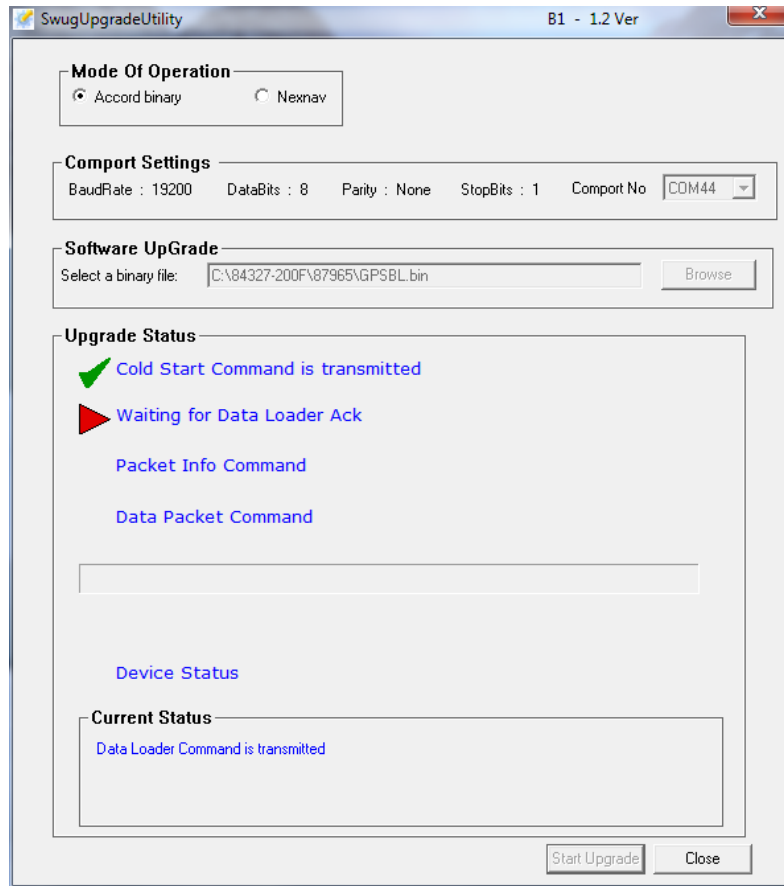 SwugUpgradeUtility B1 - 1.2 Ver
Mode Of Operation
Accord binary Nexnav
Comport Settings
BaudRate : 19200 DataBits : 8 Parity : None StopBits : 1 Comport No COM44
Software UpGrade
Select a binary file: C:\84327-200F\87965\GPSBL.bin Browse
Upgrade Status
Cold Start Command is transmitted
Waiting for Data Loader Ack
Packet Info Command
Data Packet Command
Device Status
Current Status
Data Loader Command is transmitted
Start Upgrade Close